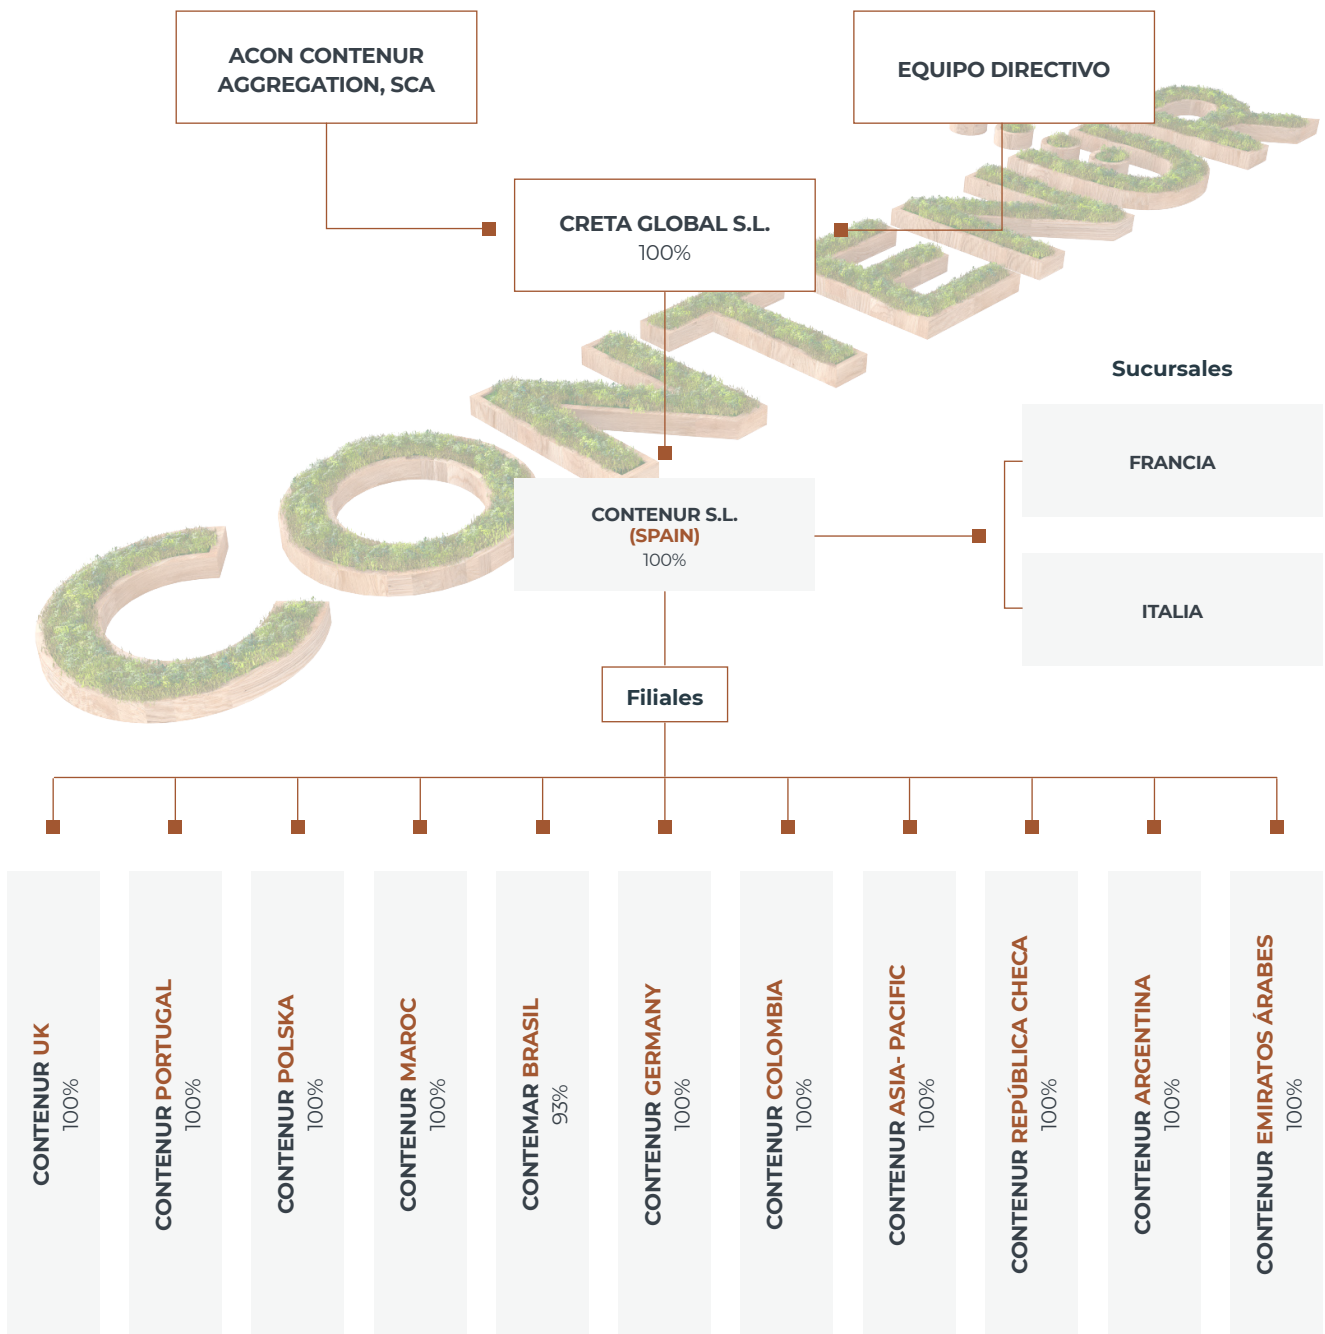 ACON CONTENUR
AGGREGATION, SCA
EQUIPO DIRECTIVO
CRETA GLOBAL S.L.
100%
CONTENÜR
Sucursales
FRANCIA
CONTENUR S.L.
(SPAIN)
100%
ITALIA
Filiales
CONTENUR UK
100%
CONTENUR PORTUGAL
100%
CONTENUR POLSKA
100%
CONTENUR MAROC
100%
CONTEMAR BRASIL
93%
CONTENUR GERMANY
100%
CONTENUR COLOMBIA
100%
CONTENUR ASIA- PACIFIC
100%
CONTENUR REPÚBLICA CHECA
100%
CONTENUR ARGENTINA
100%
CONTENUR EMIRATOS ÁRABES
100%